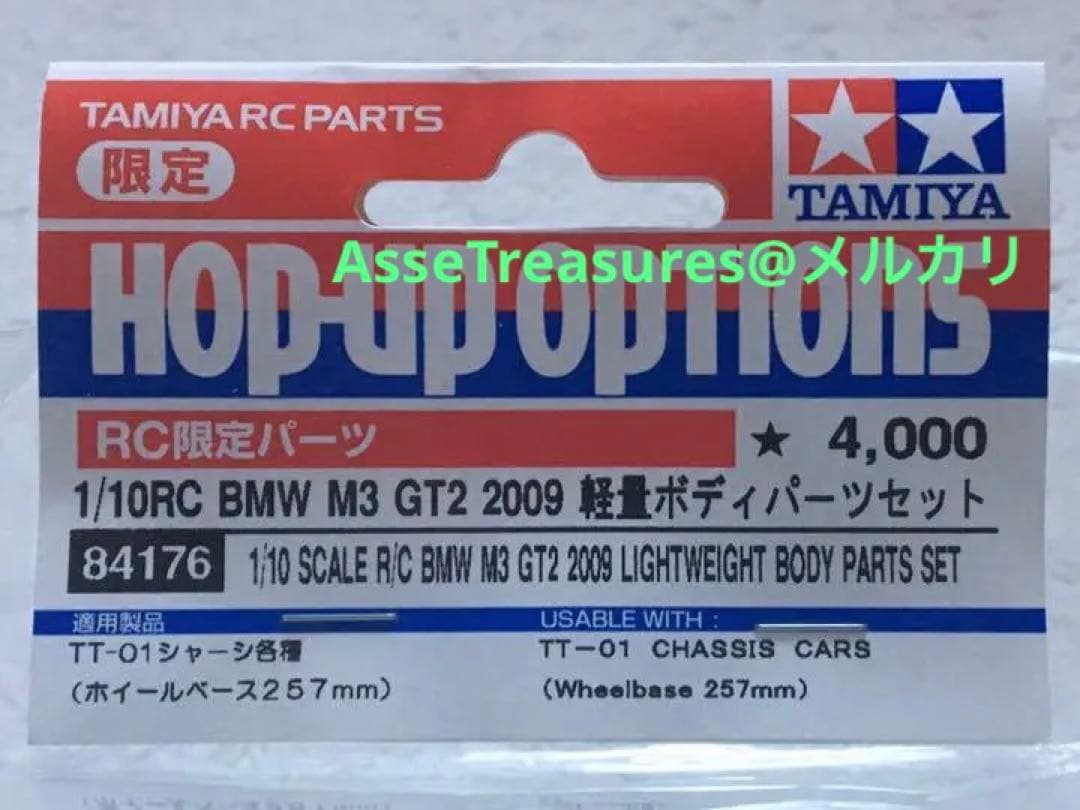 TAMIYA RC PARTS
限定
TAMIYA
HOP-UP OPTIONS
AsseTreasures@メルカリ
RC限定パーツ
★ 4,000
1/10RC BMW M3 GT2 2009 軽量ボディパーツセット
84176 1/10 SCALE R/C BMW M3 GT2 2009 LIGHTWEIGHT BODY PARTS SET
適用製品
TT-01シャーシ各種
(ホイールベース257mm)
USABLE WITH :
TT-01 CHASSIS CARS
(Wheelbase 257mm)